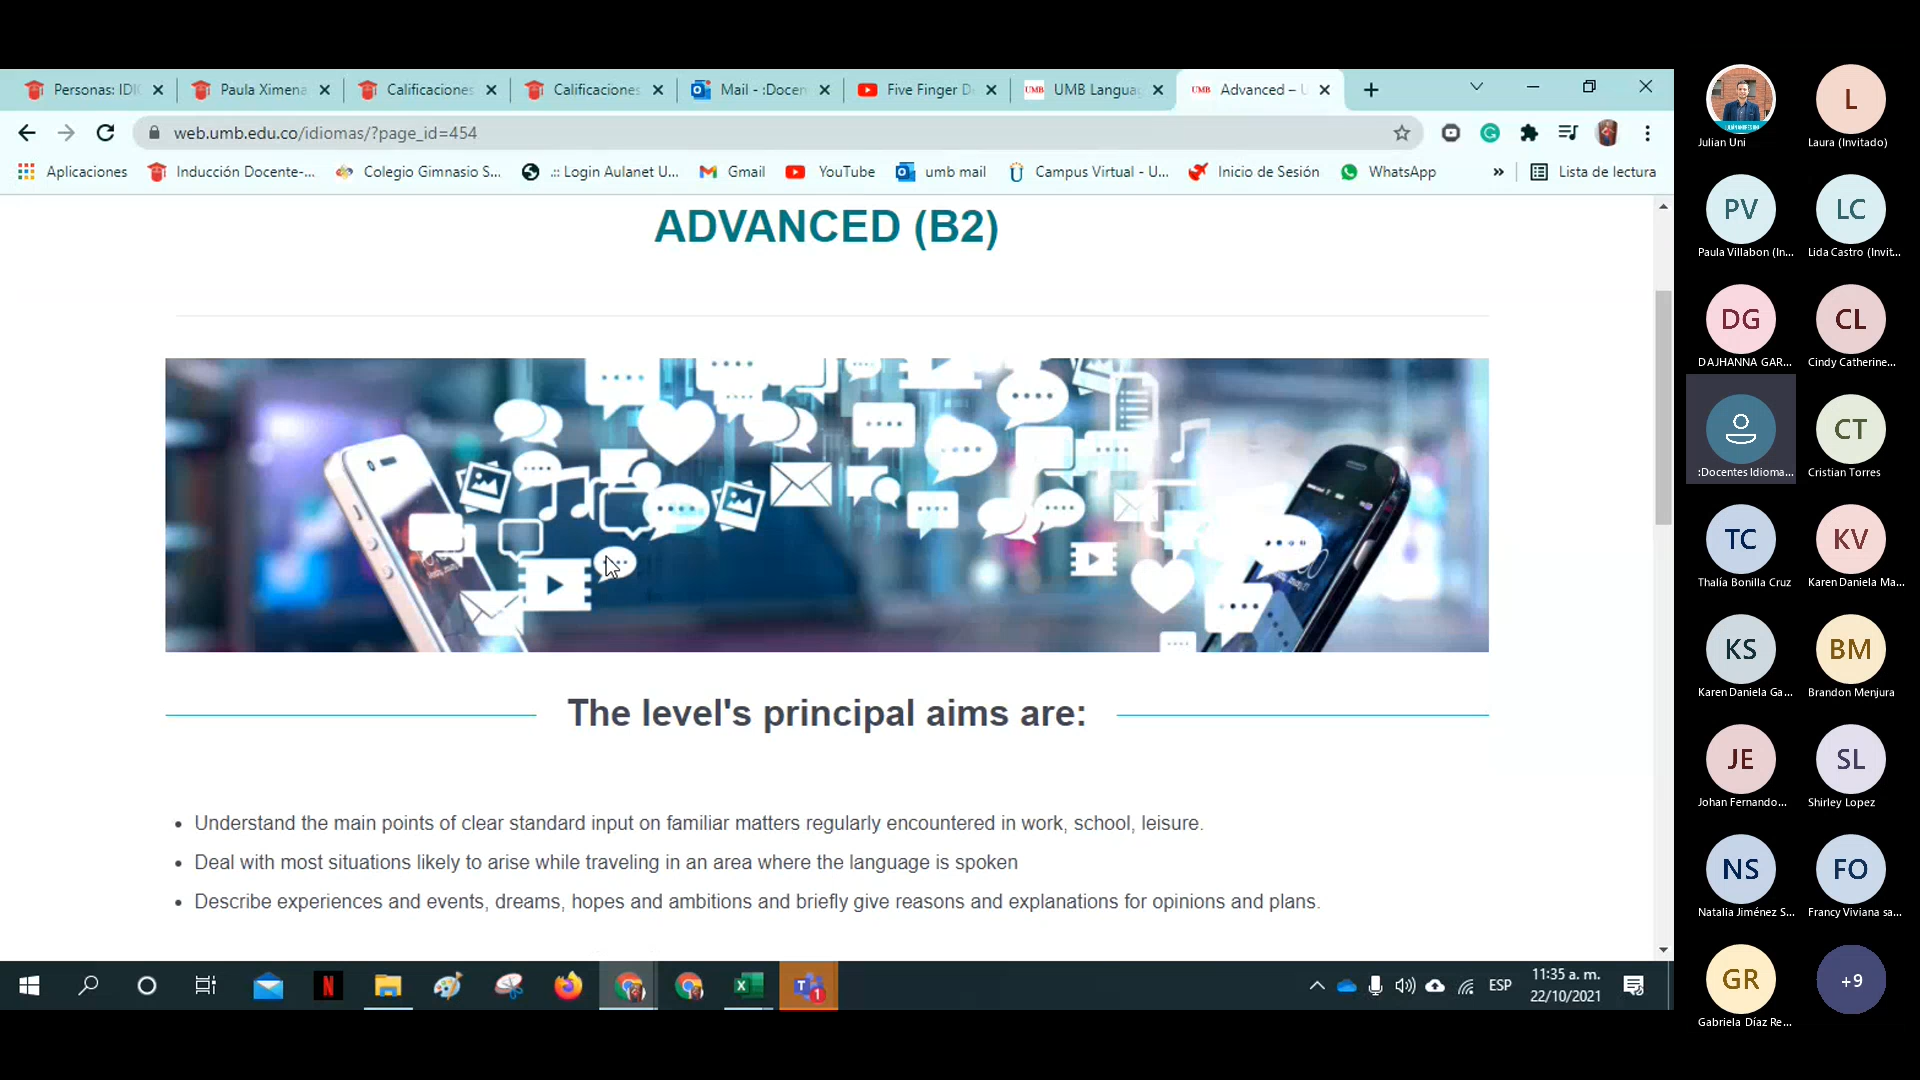 Personas: IDI
Paula Ximena
Calificaciones
Calificaciones
Mail - :Docen
Five Finger D
UMB Langua
Advanced – U
web.umb.edu.co/idiomas/?page_id=454
Aplicaciones
Inducción Docente-...
Colegio Gimnasio S...
.:: Login Aulanet U...
Gmail
YouTube
umb mail
Campus Virtual - U...
Inicio de Sesión
WhatsApp
»
Lista de lectura
ADVANCED (B2)
The level's principal aims are:
• Understand the main points of clear standard input on familiar matters regularly encountered in work, school, leisure.
• Deal with most situations likely to arise while traveling in an area where the language is spoken
• Describe experiences and events, dreams, hopes and ambitions and briefly give reasons and explanations for opinions and plans.
ESP
11:35 a. m.
22/10/2021
Julian Uni
L
Laura (Invitado)
PV
Paula Villabon (In...
LC
Lida Castro (Invit...
DG
DAJHANNA GAR...
CL
Cindy Catherine...
:Docentes Idioma...
CT
Cristian Torres
TC
Thalía Bonilla Cruz
KV
Karen Daniela Ma...
KS
Karen Daniela Ga...
BM
Brandon Menjura
JE
Johan Fernando...
SL
Shirley Lopez
NS
Natalia Jiménez S...
FO
Francy Viviana sa...
GR
Gabriela Díaz Re...
+9